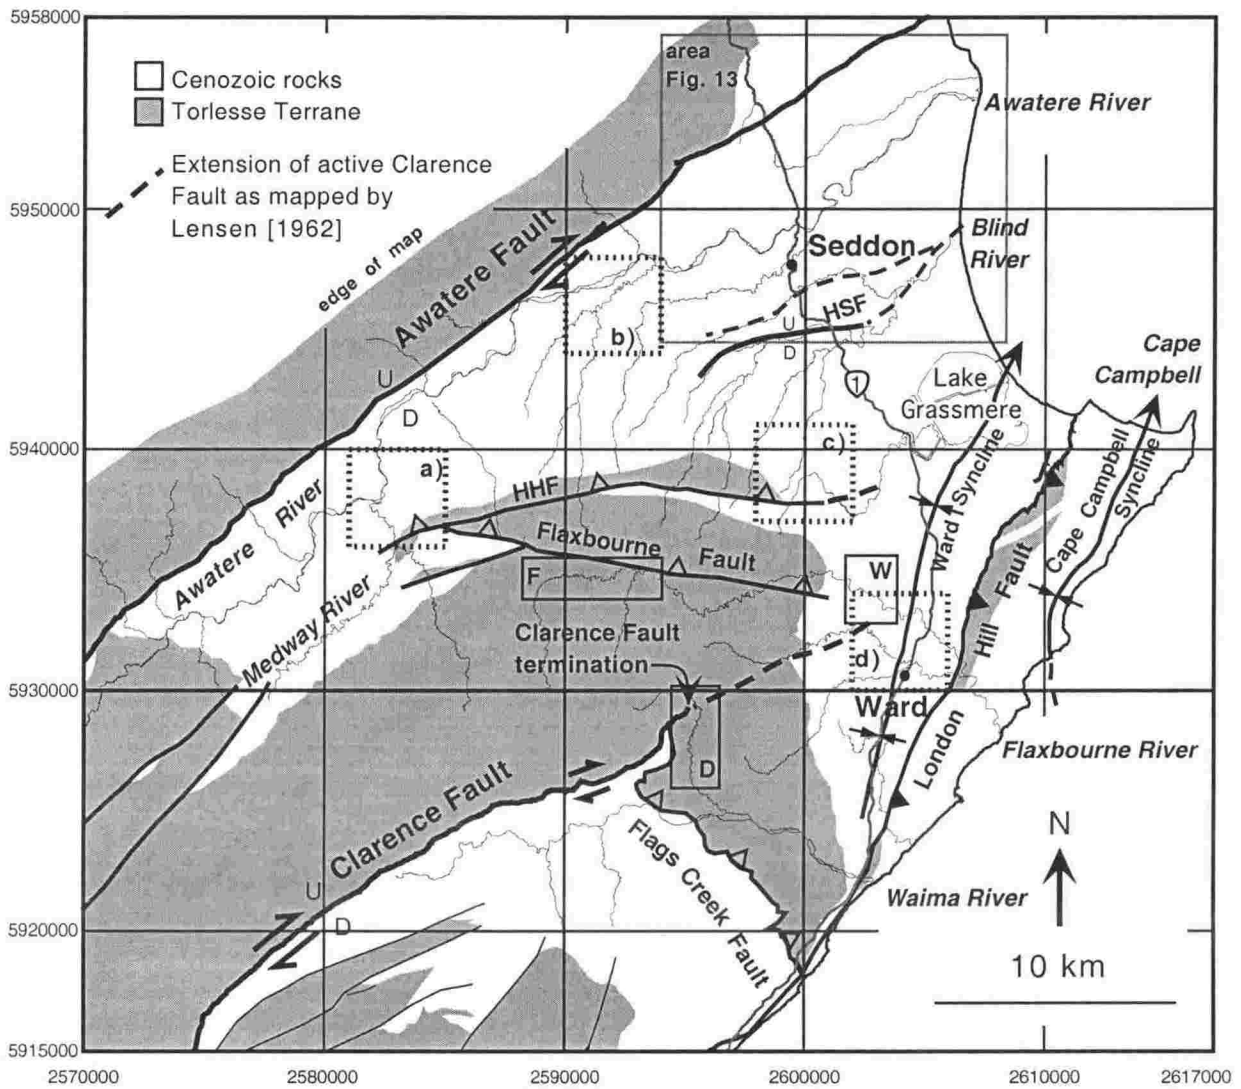 5958000
area
Fig. 13
Cenozoic rocks
Torlesse Terrane
Extension of active Clarence
Fault as mapped by
Lensen [1962]
Awatere River
5950000
edge of map
Awatere Fault
Seddon
Blind
River
HSF
U
D
b)
U
D
1
Cape
Campbell
Lake
Grassmere
5940000
a)
c)
HHF
Awatere River
Flaxbourne Fault
Ward Syncline
Cape Campbell
Syncline
F
W
Medway River
Clarence Fault
termination
d)
London Hill Fault
5930000
Ward
Flaxbourne River
D
Clarence Fault
Flags Creek Fault
N
U
D
Waima River
5920000
10 km
5915000
2570000
2580000
2590000
2600000
2610000
2617000